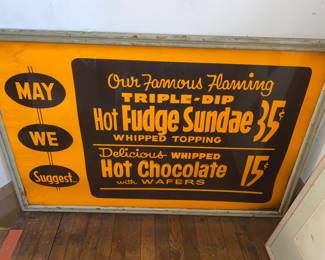 MAY
WE
Suggest..
Our Famous Flaming
TRIPLE-DIP
Hot Fudge Sundae 35¢
WHIPPED TOPPING
Delicious WHIPPED
Hot Chocolate 15¢
with WAFERS